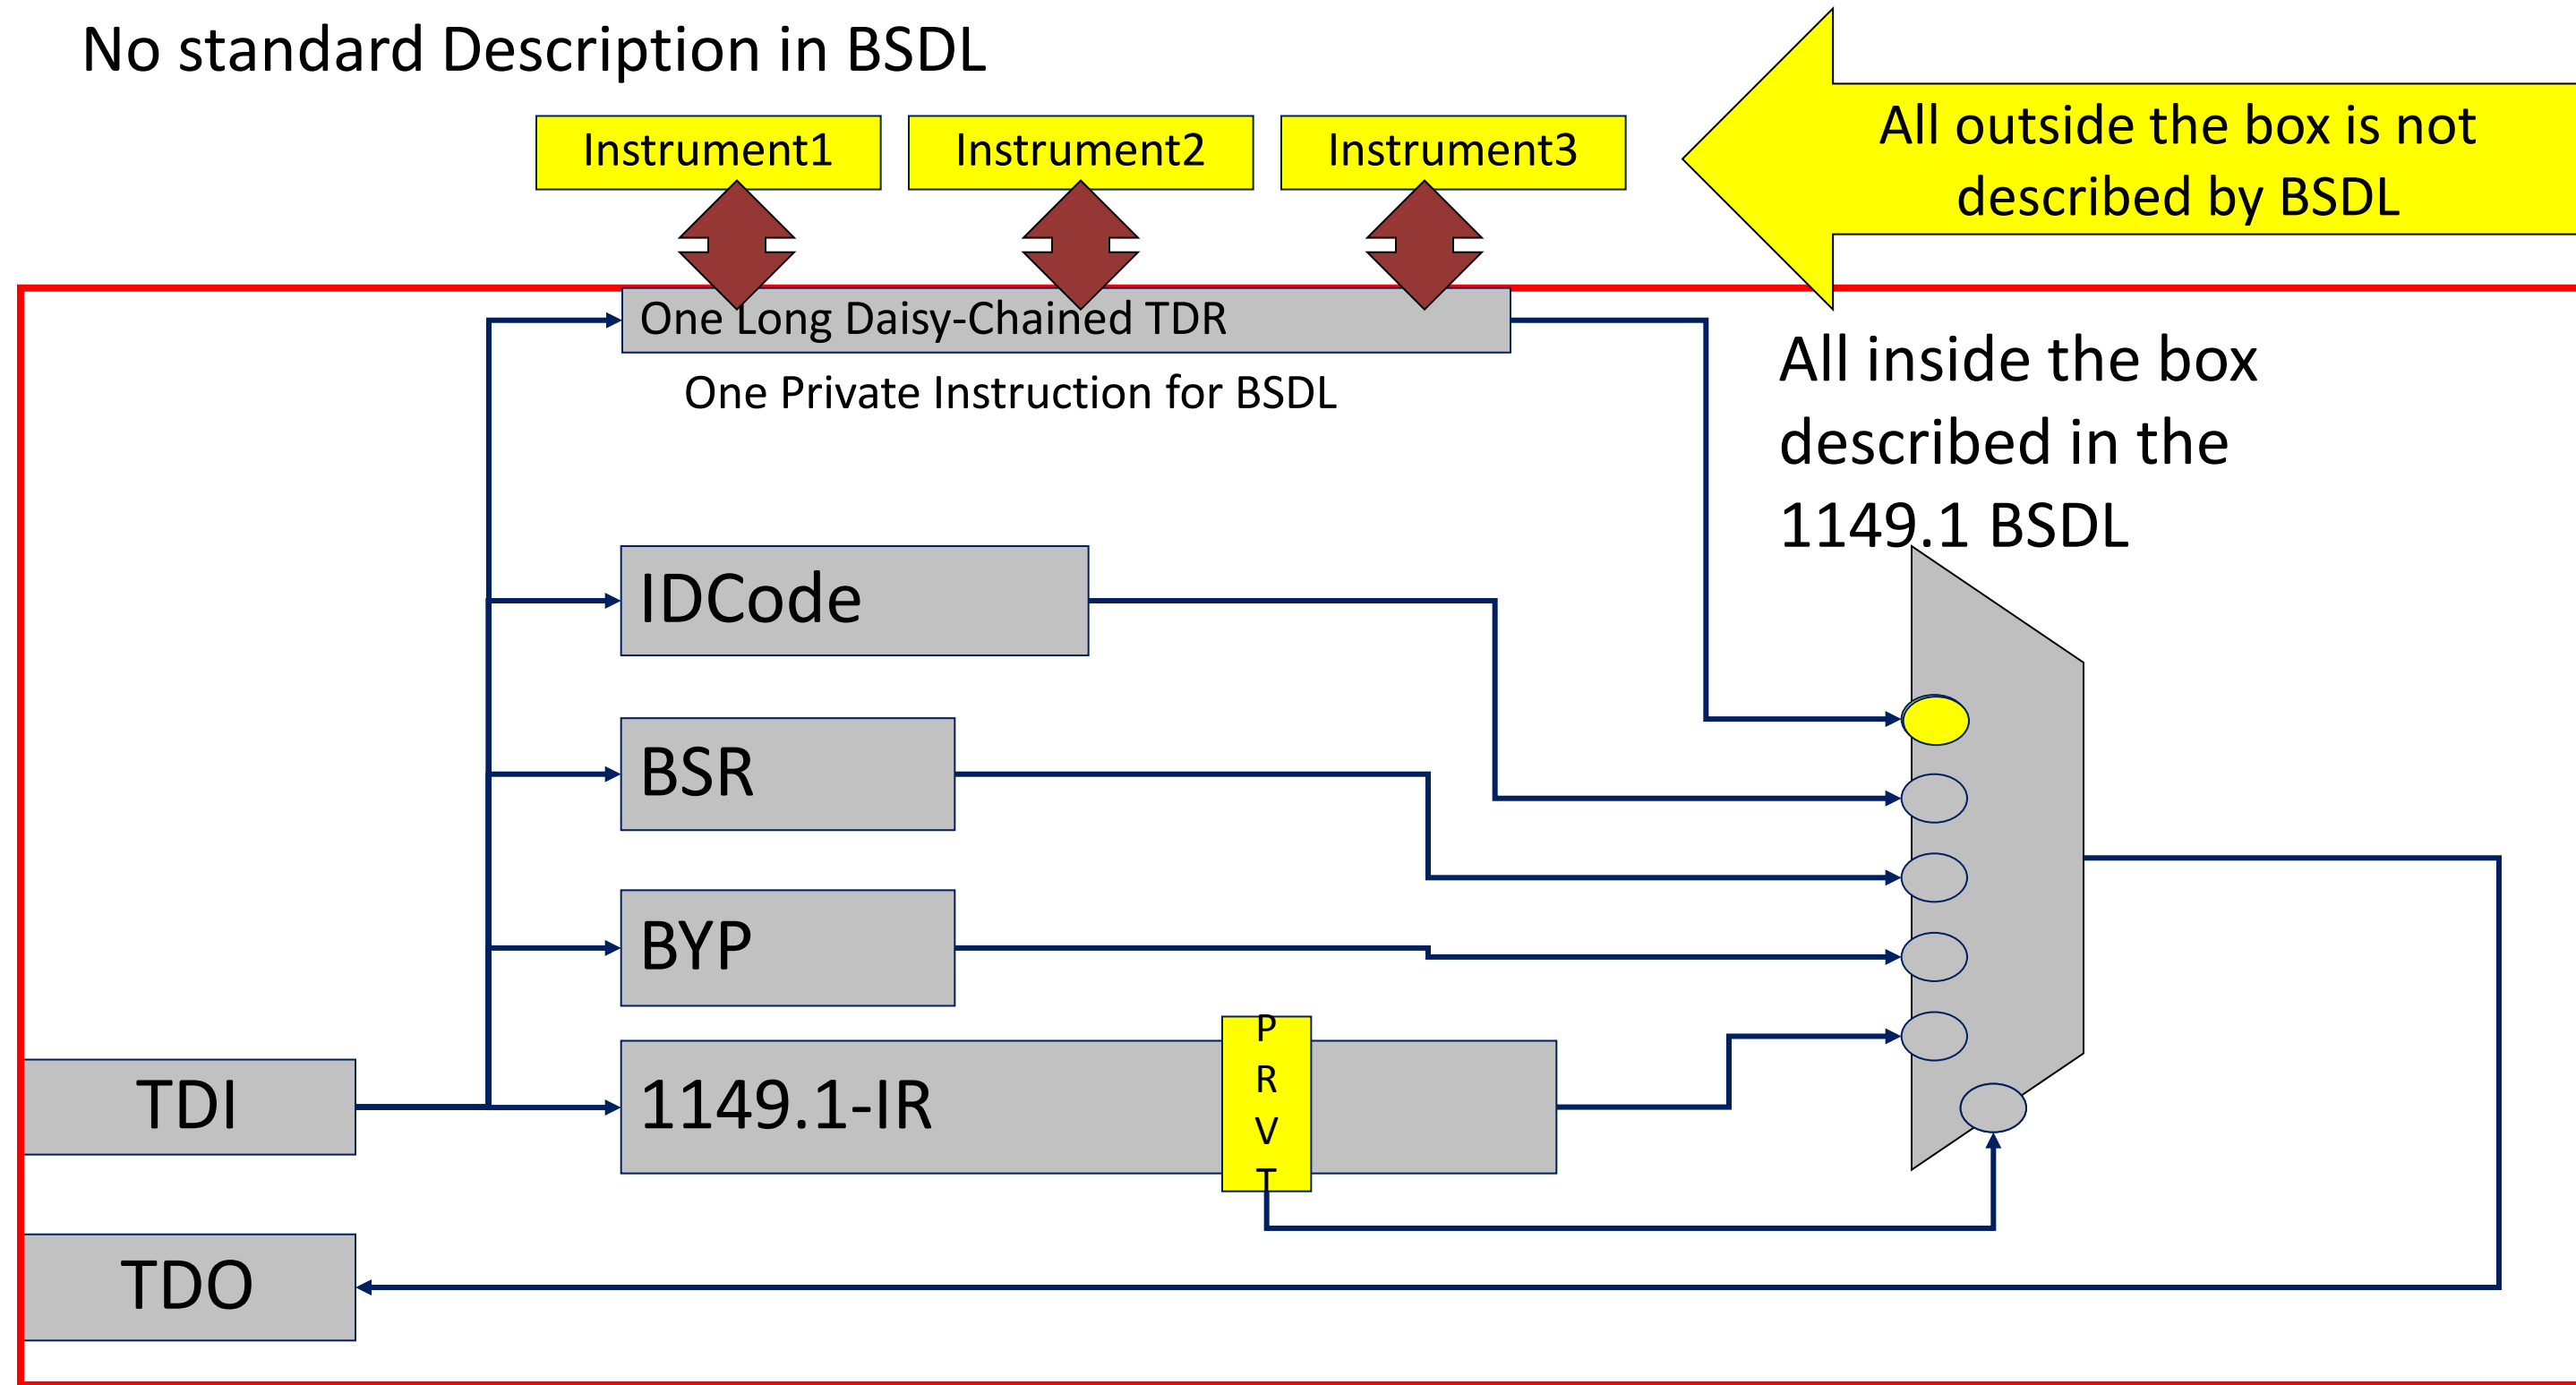 No standard Description in BSDL
All outside the box is not
described by BSDL
Instrument1
Instrument2
Instrument3
One Long Daisy-Chained TDR
One Private Instruction for BSDL
All inside the box
described in the
1149.1 BSDL
IDCode
BSR
BYP
P
R
V
T
1149.1-IR
TDI
TDO